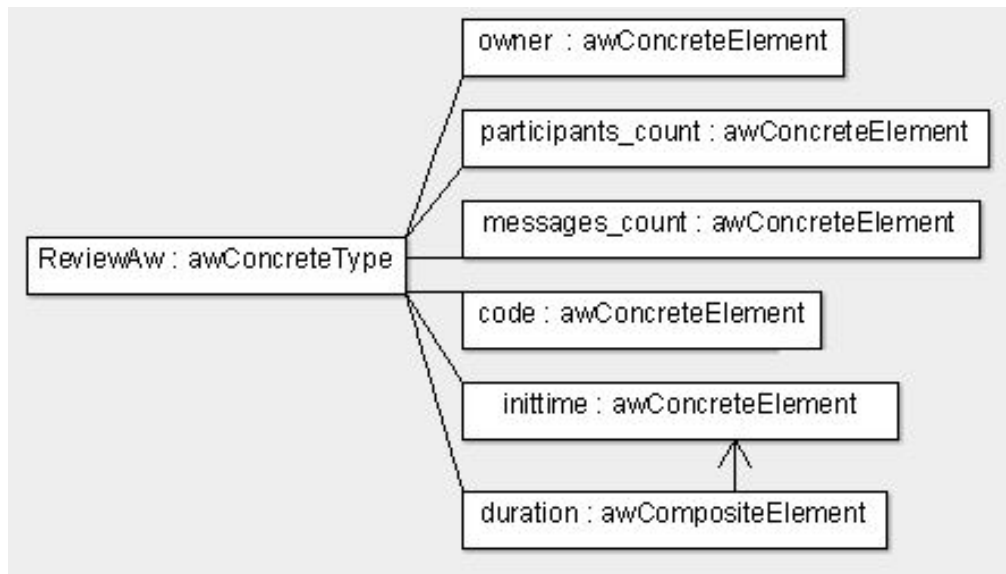 owner : awConcreteElement
participants_count : awConcreteElement
messages_count : awConcreteElement
ReviewAw : awConcreteType
code : awConcreteElement
inittime : awConcreteElement
duration : awCompositeElement